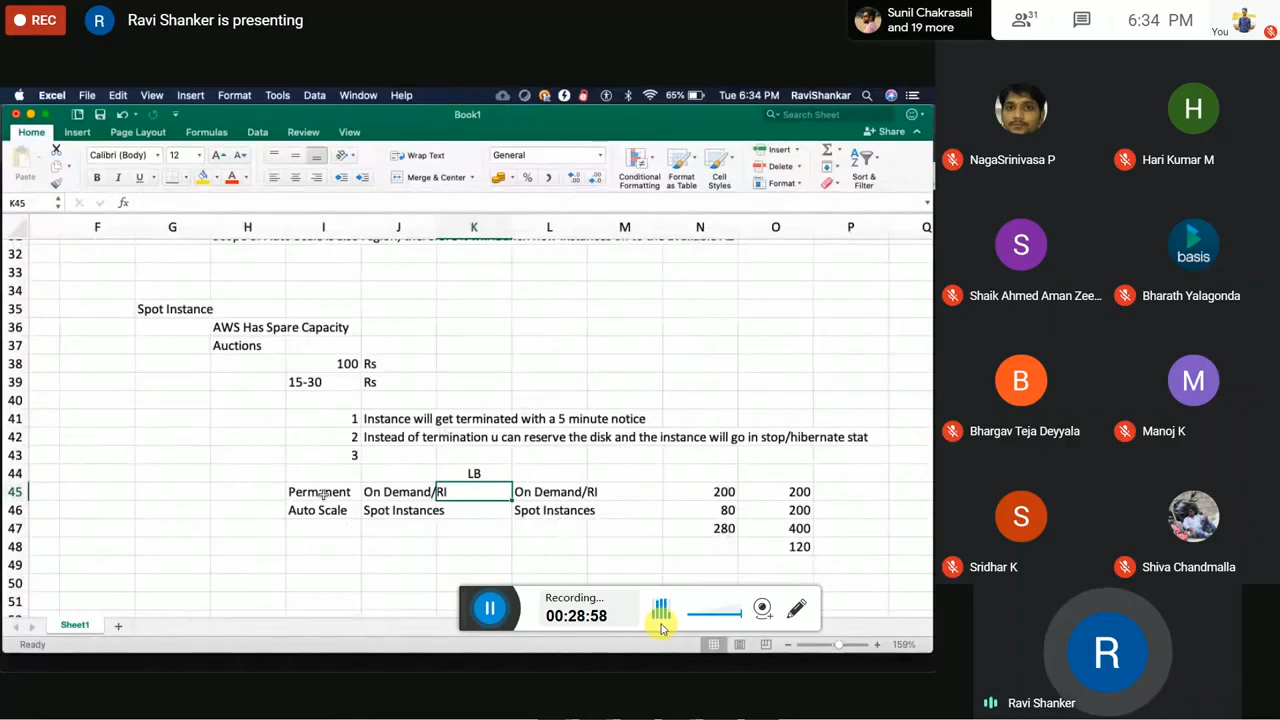 REC
R
Ravi Shanker is presenting
Sunil Chakrasali
and 19 more
31
6:34 PM
You
Excel File Edit View Insert Format Tools Data Window Help
65% Tue 6:34 PM RaviShankar
Book1
Search Sheet
Home Insert Page Layout Formulas Data Review View
Share
Paste
Calibri (Body) 12
A A
B I U
A
Wrap Text
Merge & Center
General
%
Conditional
Formatting
Format
as Table
Cell
Styles
Insert
Delete
Format
Sort &
Filter
K45
fx
F G H I J K L M N O P Q
32
33
34
35 Spot Instance
36 AWS Has Spare Capacity
37 Auctions
38 100 Rs
39 15-30 Rs
40
41 1 Instance will get terminated with a 5 minute notice
42 2 Instead of termination u can reserve the disk and the instance will go in stop/hibernate stat
43 3
44 LB
45 Permanent On Demand/RI On Demand/RI 200 200
46 Auto Scale Spot Instances Spot Instances 80 200
47 280 400
48 120
49
50
51
Recording...
00:28:58
Sheet1
Ready
159%
NagaSrinivasa P
H
Hari Kumar M
S
Shaik Ahmed Aman Zee...
basis
Bharath Yalagonda
B
Bhargav Teja Deyyala
M
Manoj K
S
Sridhar K
Shiva Chandmalla
R
Ravi Shanker